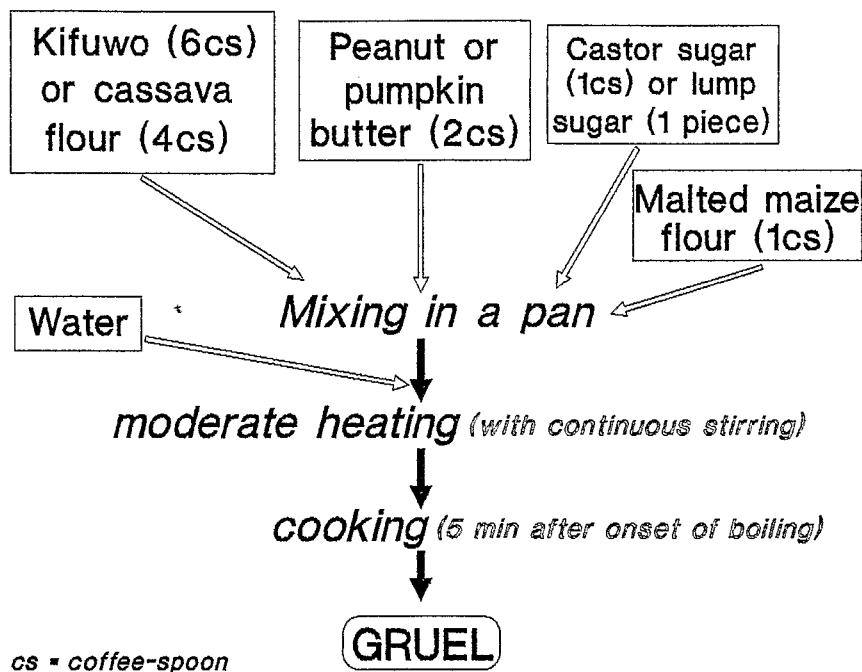 Kifuwo (6cs)
or cassava
flour (4cs)
Peanut or
pumpkin
butter (2cs)
Castor sugar
(1cs) or lump
sugar (1 piece)
Malted maize
flour (1cs)
Mixing in a pan
Water
moderate heating (with continuous stirring)
cooking (5 min after onset of boiling)
GRUEL
cs = coffee-spoon